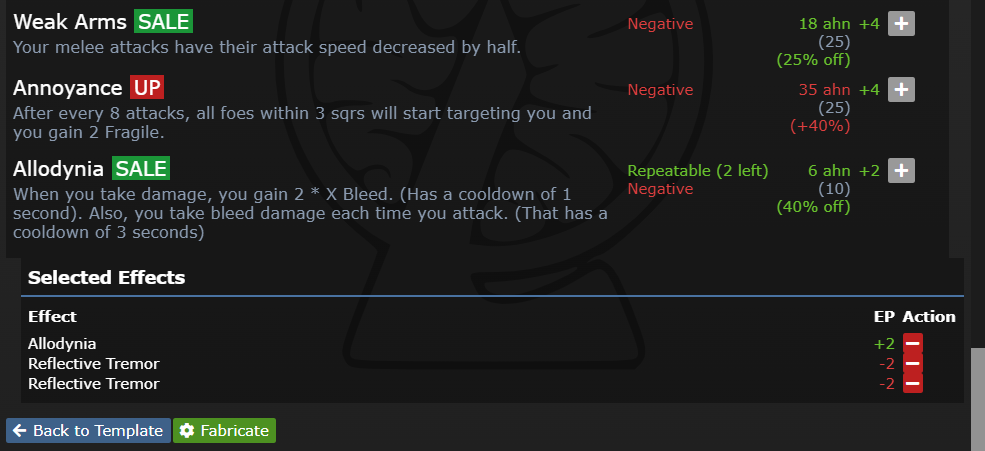 Weak Arms SALE Negative 18 ahn +4 +
Your melee attacks have their attack speed decreased by half. (25)
(25% off)
Annoyance UP Negative 35 ahn +4 +
After every 8 attacks, all foes within 3 sqrs will start targeting you and (25)
you gain 2 Fragile. (+40%)
Allodynia SALE Repeatable (2 left) 6 ahn +2 +
When you take damage, you gain 2 * X Bleed. (Has a cooldown of 1 Negative (10)
second). Also, you take bleed damage each time you attack. (That has a (40% off)
cooldown of 3 seconds)
Selected Effects
Effect EP Action
Allodynia +2 −
Reflective Tremor -2 −
Reflective Tremor -2 −
← Back to Template Fabricate